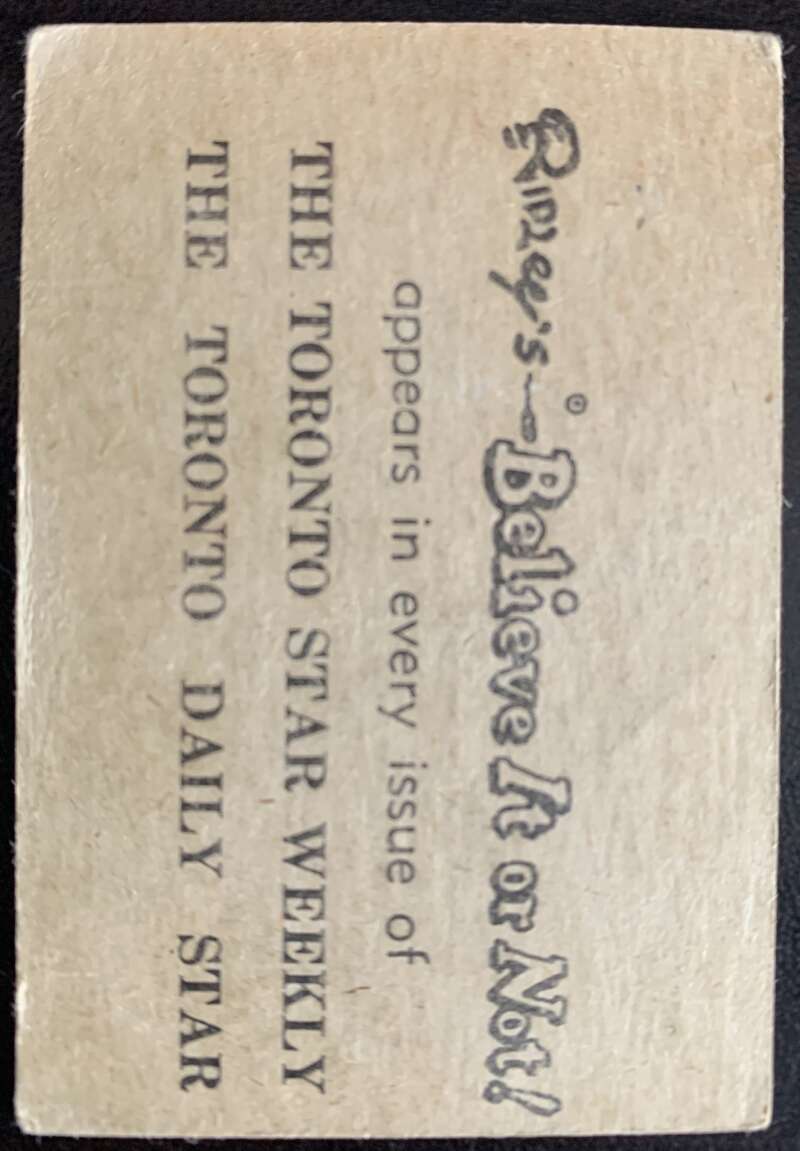 Ripley's—Believe It or Not!
®
appears in every issue of
THE TORONTO STAR WEEKLY
THE TORONTO DAILY STAR